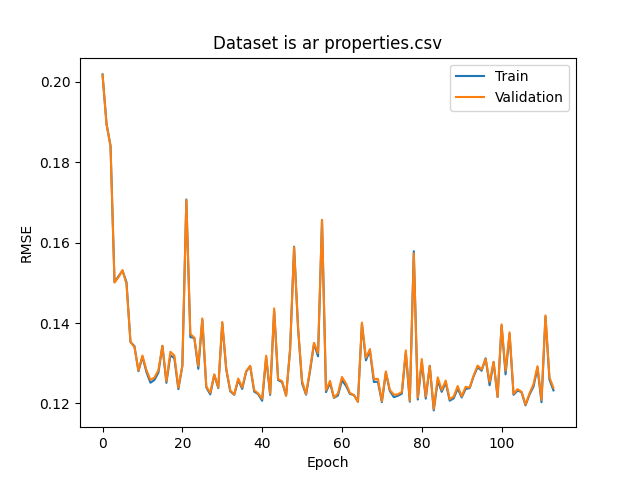 Dataset is ar properties.csv
Train
Validation
RMSE
0.20
0.18
0.16
0.14
0.12
0
20
40
60
80
100
Epoch